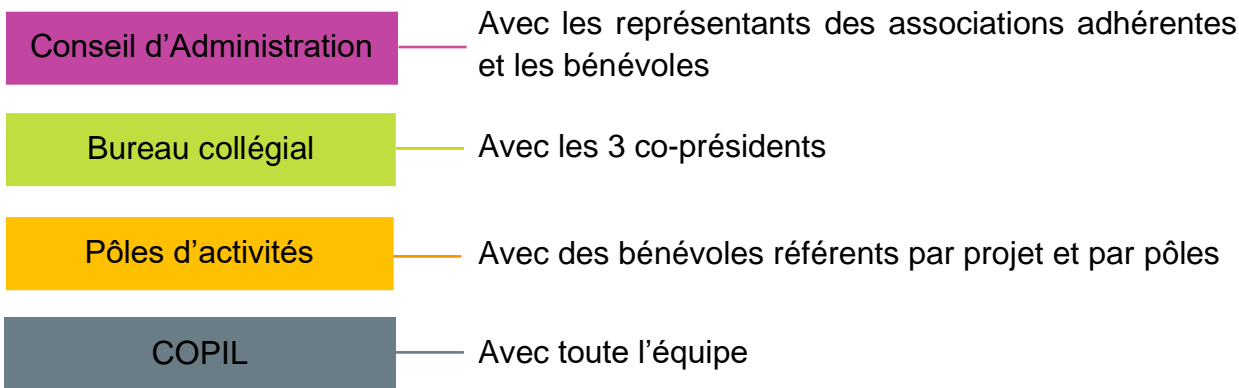 Conseil d’Administration
Avec les représentants des associations adhérentes
et les bénévoles
Bureau collégial
Avec les 3 co-présidents
Pôles d’activités
Avec des bénévoles référents par projet et par pôles
COPIL
Avec toute l’équipe